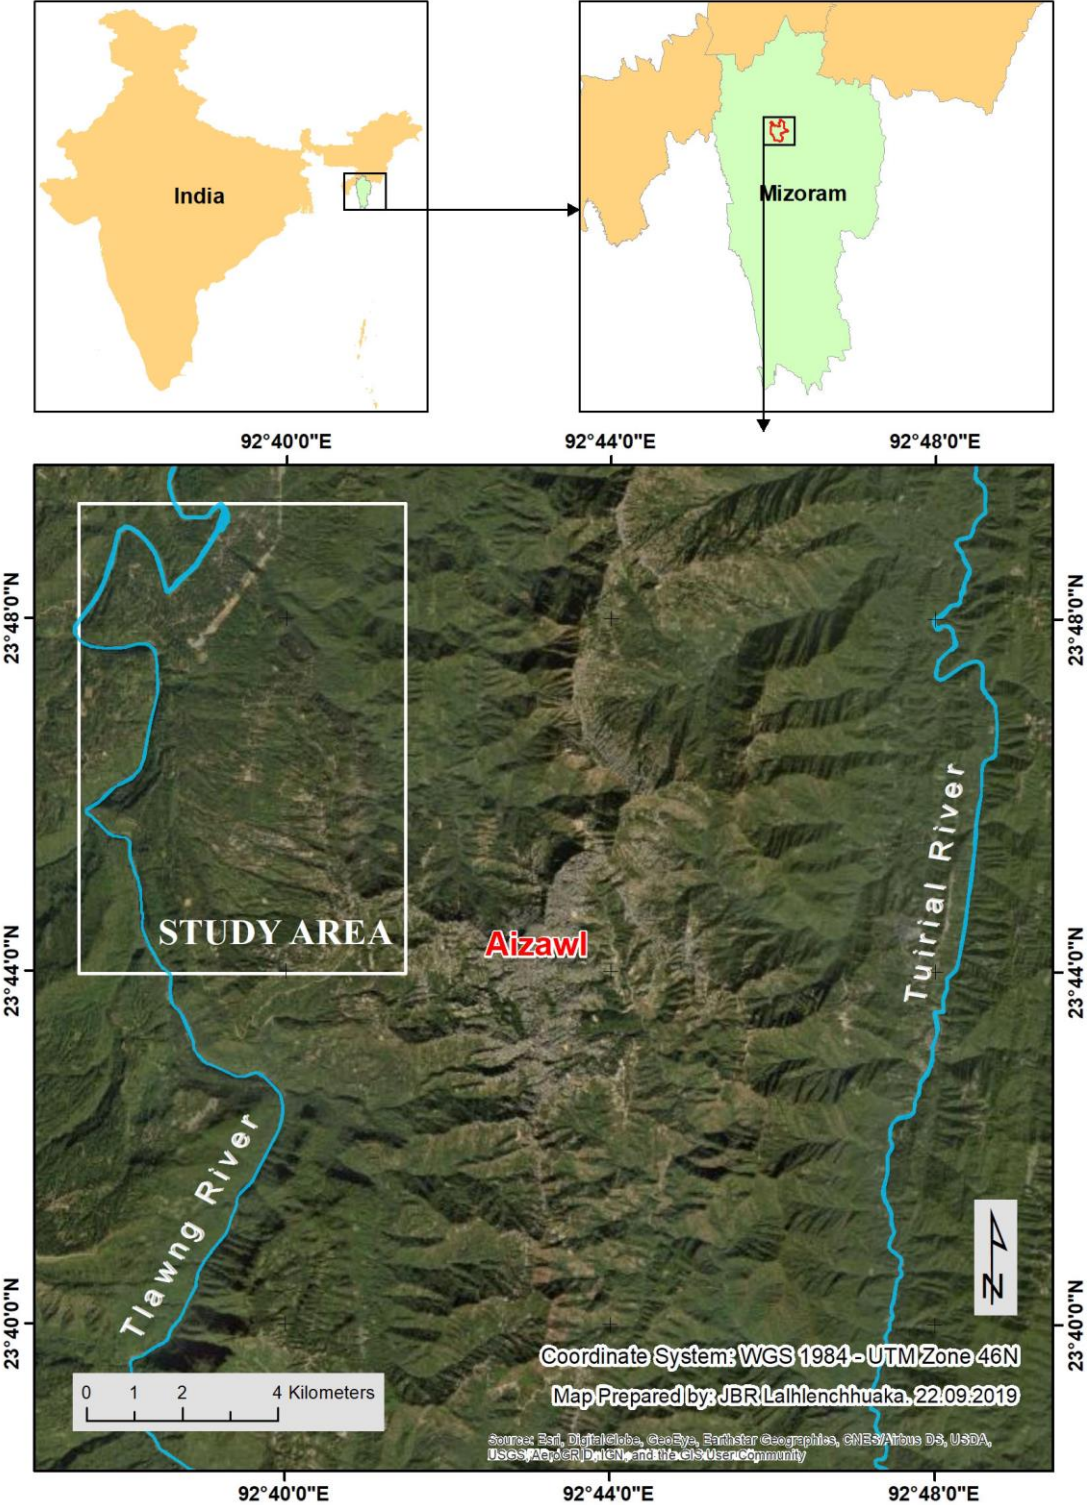 India
Mizoram
92°40'0"E
92°44'0"E
92°48'0"E
23°48'0"N
23°48'0"N
STUDY AREA
Aizawl
Tuirial River
23°44'0"N
23°44'0"N
Tlawng River
N
23°40'0"N
23°40'0"N
Coordinate System: WGS 1984 - UTM Zone 46N
0 1 2 4 Kilometers
Map Prepared by: JBR Lalhlenchhuaka. 22.09.2019
Source: Esri, DigitalGlobe, GeoEye, Earthstar Geographics, CNES/Airbus DS, USDA,
USGS, AeroGRID, IGN, and the GIS User Community
92°40'0"E
92°44'0"E
92°48'0"E